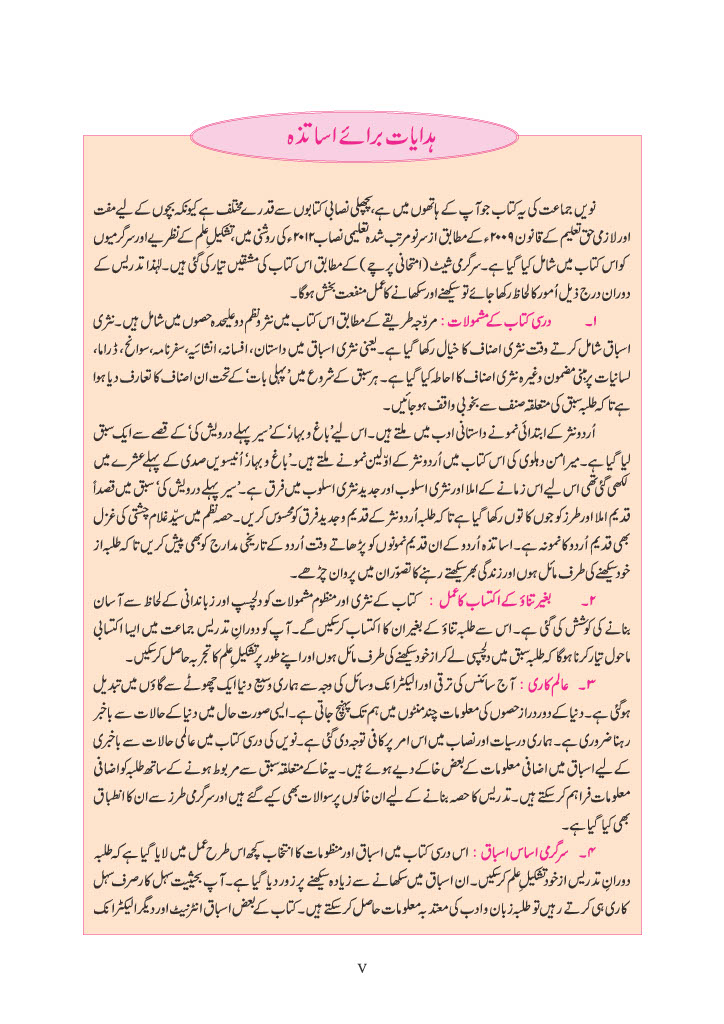 ہدایات برائے اساتذہ
نویں جماعت کی یہ کتاب جو آپ کے ہاتھوں میں ہے، پچھلی نصابی کتابوں سے قدرے مختلف ہے کیونکہ بچوں کے لیے مفت
اور لازمی حقِ تعلیم کے قانون ۲۰۰۹ء کے مطابق از سر نو مرتب شدہ تعلیمی نصاب ۲۰۱۲ء کی روشنی میں، تشکیلِ علم کے نظریے اور سرگرمیوں
کو اس کتاب میں شامل کیا گیا ہے۔ سرگرمی شیٹ (امتحانی پرچے) کے مطابق اس کتاب کی مشقیں تیار کی گئی ہیں۔ لہٰذا تدریس کے
دوران درج ذیل اُمور کا لحاظ رکھا جائے تو سیکھنے اور سکھانے کا عمل منفعت بخش ہوگا۔
۱۔ درسی کتاب کے مشمولات : مروّجہ طریقے کے مطابق اس کتاب میں نثر و نظم دو علیحدہ حصوں میں شامل ہیں۔ نثری
اسباق شامل کرتے وقت نثری اصناف کا خیال رکھا گیا ہے۔ یعنی نثری اسباق میں داستان، افسانہ، انشائیہ، سفرنامہ، سوانح، ڈراما،
لسانیات پر مبنی مضمون وغیرہ نثری اصناف کا احاطہ کیا گیا ہے۔ ہر سبق کے شروع میں ’پہلی بات‘ کے تحت ان اصناف کا تعارف دیا ہوا
ہے تاکہ طلبہ سبق کی متعلقہ صنف سے بخوبی واقف ہوجائیں۔
اُردو نثر کے ابتدائی نمونے داستانی ادب میں ملتے ہیں۔ اس لیے ’باغ و بہار‘ کے ’سیر پہلے درویش کی‘ کے قصے سے ایک سبق
لیا گیا ہے۔ میر امن دہلوی کی اس کتاب میں اُردو نثر کے اوّلین نمونے ملتے ہیں۔ ’باغ و بہار‘ اُنیسویں صدی کے پہلے عشرے میں
لکھی گئی تھی اس لیے اس زمانے کے املا اور نثری اسلوب اور جدید نثری اسلوب میں فرق ہے۔ ’سیر پہلے درویش کی‘ سبق میں قصداً
قدیم املا اور طرز کو جوں کا توں رکھا گیا ہے تاکہ طلبہ اُردو نثر کے قدیم و جدید فرق کو محسوس کریں۔ حصہ نظم میں سیّد غلام چشتی کی غزل
بھی قدیم اُردو کا نمونہ ہے۔ اساتذہ اُردو کے ان قدیم نمونوں کو پڑھاتے وقت اُردو کے تاریخی مدارج کو بھی پیش کریں تاکہ طلبہ از
خود سیکھنے کی طرف مائل ہوں اور زندگی بھر سیکھتے رہنے کا تصوّر ان میں پروان چڑھے۔
۲۔ بغیر تناؤ کے اکتساب کا عمل : کتاب کے نثری اور منظوم مشمولات کو دلچسپ اور زباندانی کے لحاظ سے آسان
بنانے کی کوشش کی گئی ہے۔ اس سے طلبہ تناؤ کے بغیر ان کا اکتساب کرسکیں گے۔ آپ کو دورانِ تدریس جماعت میں ایسا اکتسابی
ماحول تیار کرنا ہوگا کہ طلبہ سبق میں دلچسپی لے کر از خود سیکھنے کی طرف مائل ہوں اور اپنے طور پر تشکیلِ علم کا تجربہ حاصل کرسکیں۔
۳۔ عالم کاری : آج سائنس کی ترقی اور الیکٹرانک وسائل کی وجہ سے ہماری وسیع دنیا ایک چھوٹے سے گاؤں میں تبدیل
ہوگئی ہے۔ دنیا کے دور دراز حصوں کی معلومات چند منٹوں میں ہم تک پہنچ جاتی ہے۔ ایسی صورت حال میں دنیا کے حالات سے باخبر
رہنا ضروری ہے۔ ہماری درسیات اور نصاب میں اس امر پر کافی توجہ دی گئی ہے۔ نویں کی درسی کتاب میں عالمی حالات سے باخبری
کے لیے اسباق میں اضافی معلومات کے بعض خاکے دیے ہوئے ہیں۔ یہ خاکے متعلقہ سبق سے مربوط ہونے کے ساتھ طلبہ کو اضافی
معلومات فراہم کرسکتے ہیں۔ تدریس کا حصہ بنانے کے لیے ان خاکوں پر سوالات بھی کیے گئے ہیں اور سرگرمی طرز سے ان کا انطباق
بھی کیا گیا ہے۔
۴۔ سرگرمی اساس اسباق : اس درسی کتاب میں اسباق اور منظومات کا انتخاب کچھ اس طرح عمل میں لایا گیا ہے کہ طلبہ
دورانِ تدریس از خود تشکیلِ علم کرسکیں۔ ان اسباق میں سکھانے سے زیادہ سیکھنے پر زور دیا گیا ہے۔ آپ بحیثیت سہل کار صرف سہل
کاری ہی کرتے رہیں تو طلبہ زبان و ادب کی معتد بہ معلومات حاصل کرسکتے ہیں۔ کتاب کے بعض اسباق انٹرنیٹ اور دیگر الیکٹرانک
v